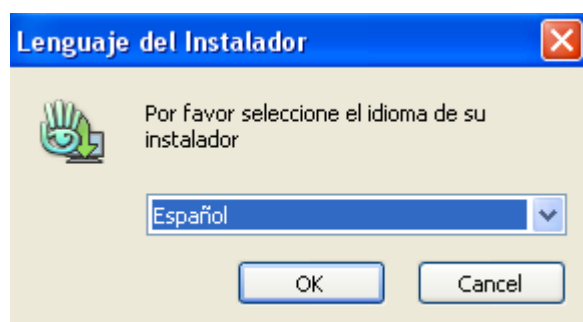 Lenguaje del Instalador
Por favor seleccione el idioma de su
instalador
Español
OK
Cancel